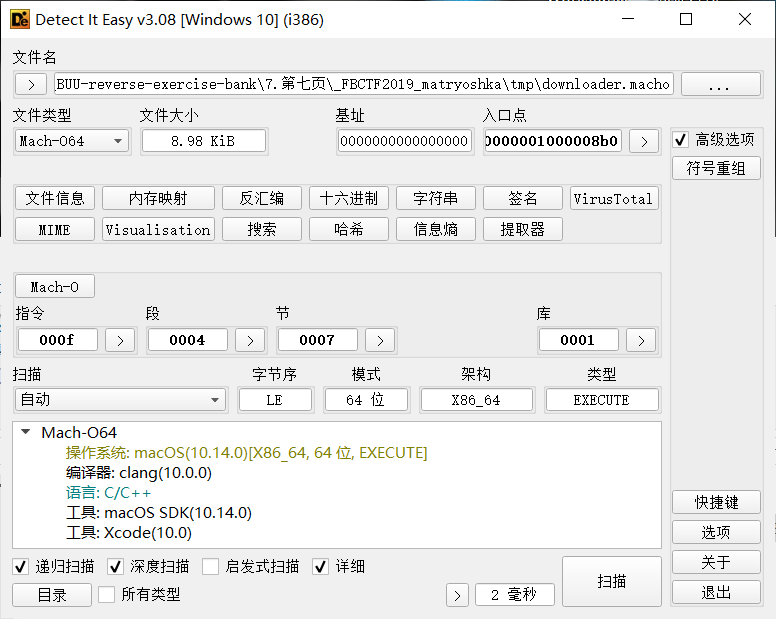 Detect It Easy v3.08 [Windows 10] (i386)
文件名
> BUU-reverse-exercise-bank\7.第七页\_FBCTF2019_matryoshka\tmp\downloader.macho ...
文件类型 文件大小 基址 入口点
Mach-O64 8.98 KiB 0000000000000000 0000001000008b0 > 高级选项
符号重组
文件信息 内存映射 反汇编 十六进制 字符串 签名 VirusTotal
MIME Visualisation 搜索 哈希 信息熵 提取器
Mach-O
指令 段 节 库
000f > 0004 > 0007 > 0001 >
扫描 字节序 模式 架构 类型
自动 LE 64 位 X86_64 EXECUTE
Mach-O64
操作系统: macOS(10.14.0)[X86_64, 64 位, EXECUTE]
编译器: clang(10.0.0)
语言: C/C++
工具: macOS SDK(10.14.0)
工具: Xcode(10.0)
快捷键
选项
关于
退出
递归扫描 深度扫描 启发式扫描 详细
目录 所有类型 > 2 毫秒 扫描